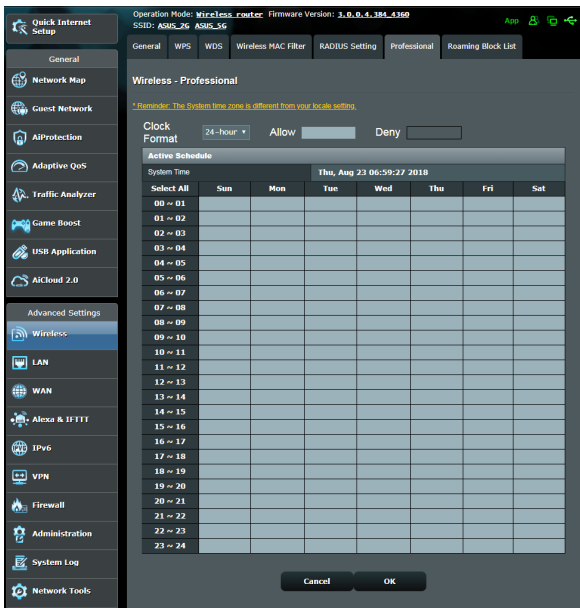 Quick Internet Setup
Operation Mode: Wireless router Firmware Version: 3.0.0.4.384_4360
SSID: ASUS_2G ASUS_5G
App
General WPS WDS Wireless MAC Filter RADIUS Setting Professional Roaming Block List
General
Network Map
Guest Network
AiProtection
Adaptive QoS
Traffic Analyzer
Game Boost
USB Application
AiCloud 2.0
Advanced Settings
Wireless
LAN
WAN
Alexa & IFTTT
IPv6
VPN
Firewall
Administration
System Log
Network Tools
Wireless - Professional
* Reminder: The System time zone is different from your locale setting.
Clock Format 24-hour Allow Deny
Active Schedule
System Time Thu, Aug 23 06:59:27 2018
Select All Sun Mon Tue Wed Thu Fri Sat
00 ~ 01
01 ~ 02
02 ~ 03
03 ~ 04
04 ~ 05
05 ~ 06
06 ~ 07
07 ~ 08
08 ~ 09
09 ~ 10
10 ~ 11
11 ~ 12
12 ~ 13
13 ~ 14
14 ~ 15
15 ~ 16
16 ~ 17
17 ~ 18
18 ~ 19
19 ~ 20
20 ~ 21
21 ~ 22
22 ~ 23
23 ~ 24
Cancel OK